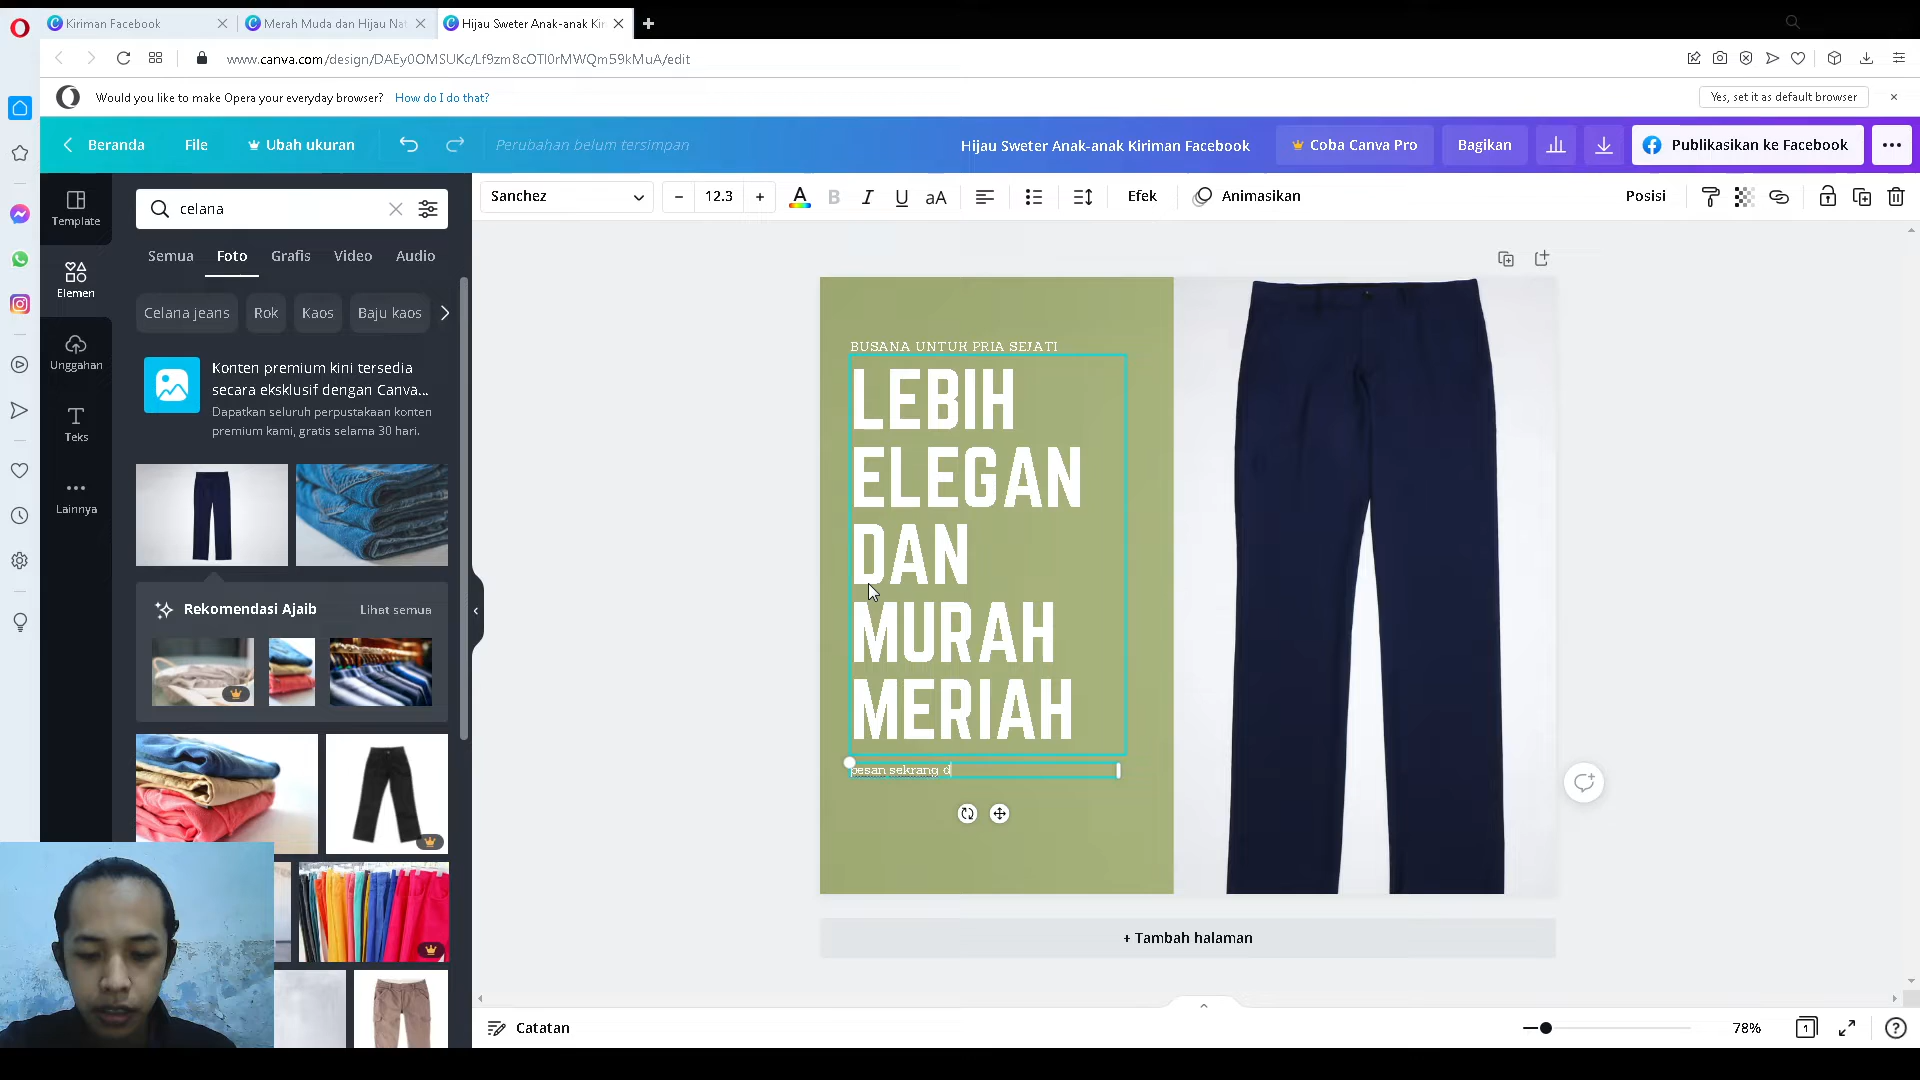 Kiriman Facebook
Merah Muda dan Hijau Na
Hijau Sweter Anak-anak Kir
www.canva.com/design/DAEy0OMSUKc/Lf9zm8cOTl0rMWQm59kMuA/edit
Would you like to make Opera your everyday browser? How do I do that?
Yes, set it as default browser
Beranda
File
Ubah ukuran
Perubahan belum tersimpan
Hijau Sweter Anak-anak Kiriman Facebook
Coba Canva Pro
Bagikan
Publikasikan ke Facebook
Template
Elemen
Unggahan
Teks
Lainnya
celana
Semua
Foto
Grafis
Video
Audio
Celana jeans
Rok
Kaos
Baju kaos
Konten premium kini tersedia
secara eksklusif dengan Canva...
Dapatkan seluruh perpustakaan konten
premium kami, gratis selama 30 hari.
Rekomendasi Ajaib
Lihat semua
Sanchez
12.3
A B I U aA
Efek
Animasikan
Posisi
BUSANA UNTUK PRIA SEJATI
LEBIH
ELEGAN
DAN
MURAH
MERIAH
pesan sekrang d
+ Tambah halaman
Catatan
78%
1